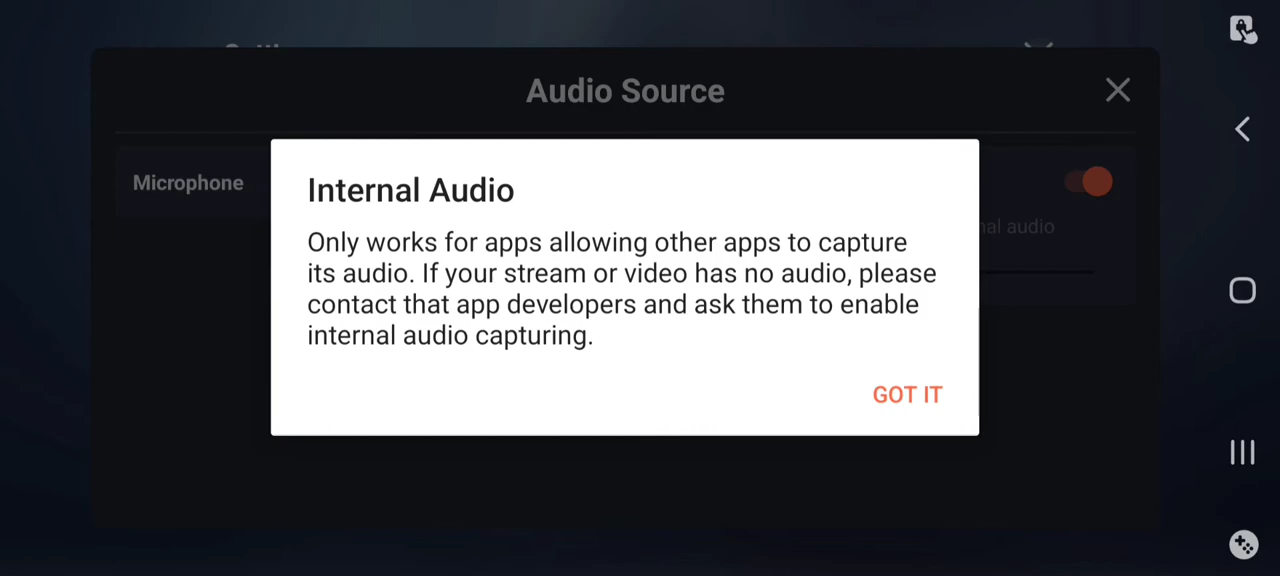 Audio Source
Microphone
Internal Audio
Only works for apps allowing other apps to capture
its audio. If your stream or video has no audio, please
contact that app developers and ask them to enable
internal audio capturing.
audio
GOT IT